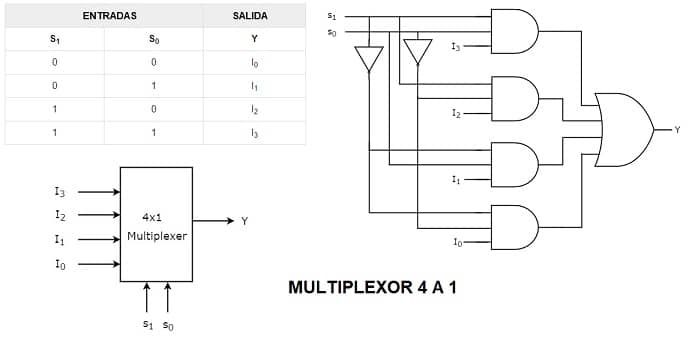 ENTRADAS SALIDA
S₁ S₀ Y
0 0 I₀
0 1 I₁
1 0 I₂
1 1 I₃
S₁
S₀
I₃
I₂
I₁
I₀
Y
I₃
I₂
I₁
I₀
4x1
Multiplexer
Y
S₁ S₀
MULTIPLEXOR 4 A 1